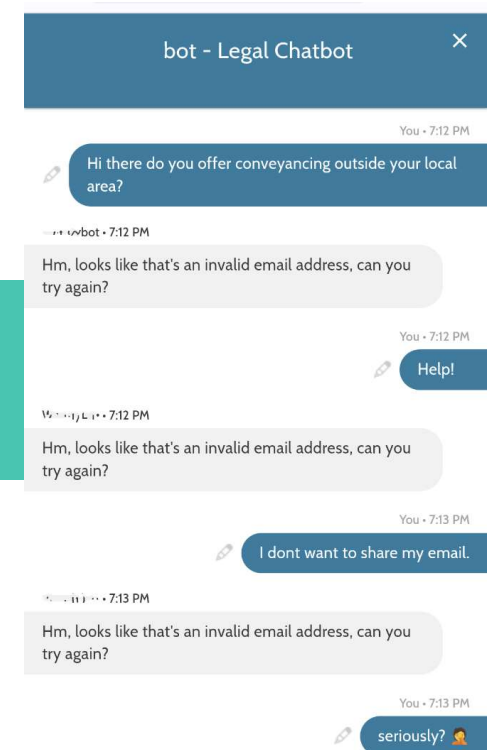 bot - Legal Chatbot
You • 7:12 PM
Hi there do you offer conveyancing outside your local
area?
bot • 7:12 PM
Hm, looks like that's an invalid email address, can you
try again?
You • 7:12 PM
Help!
• 7:12 PM
Hm, looks like that's an invalid email address, can you
try again?
You • 7:13 PM
I dont want to share my email.
• 7:13 PM
Hm, looks like that's an invalid email address, can you
try again?
You • 7:13 PM
seriously? 🤦